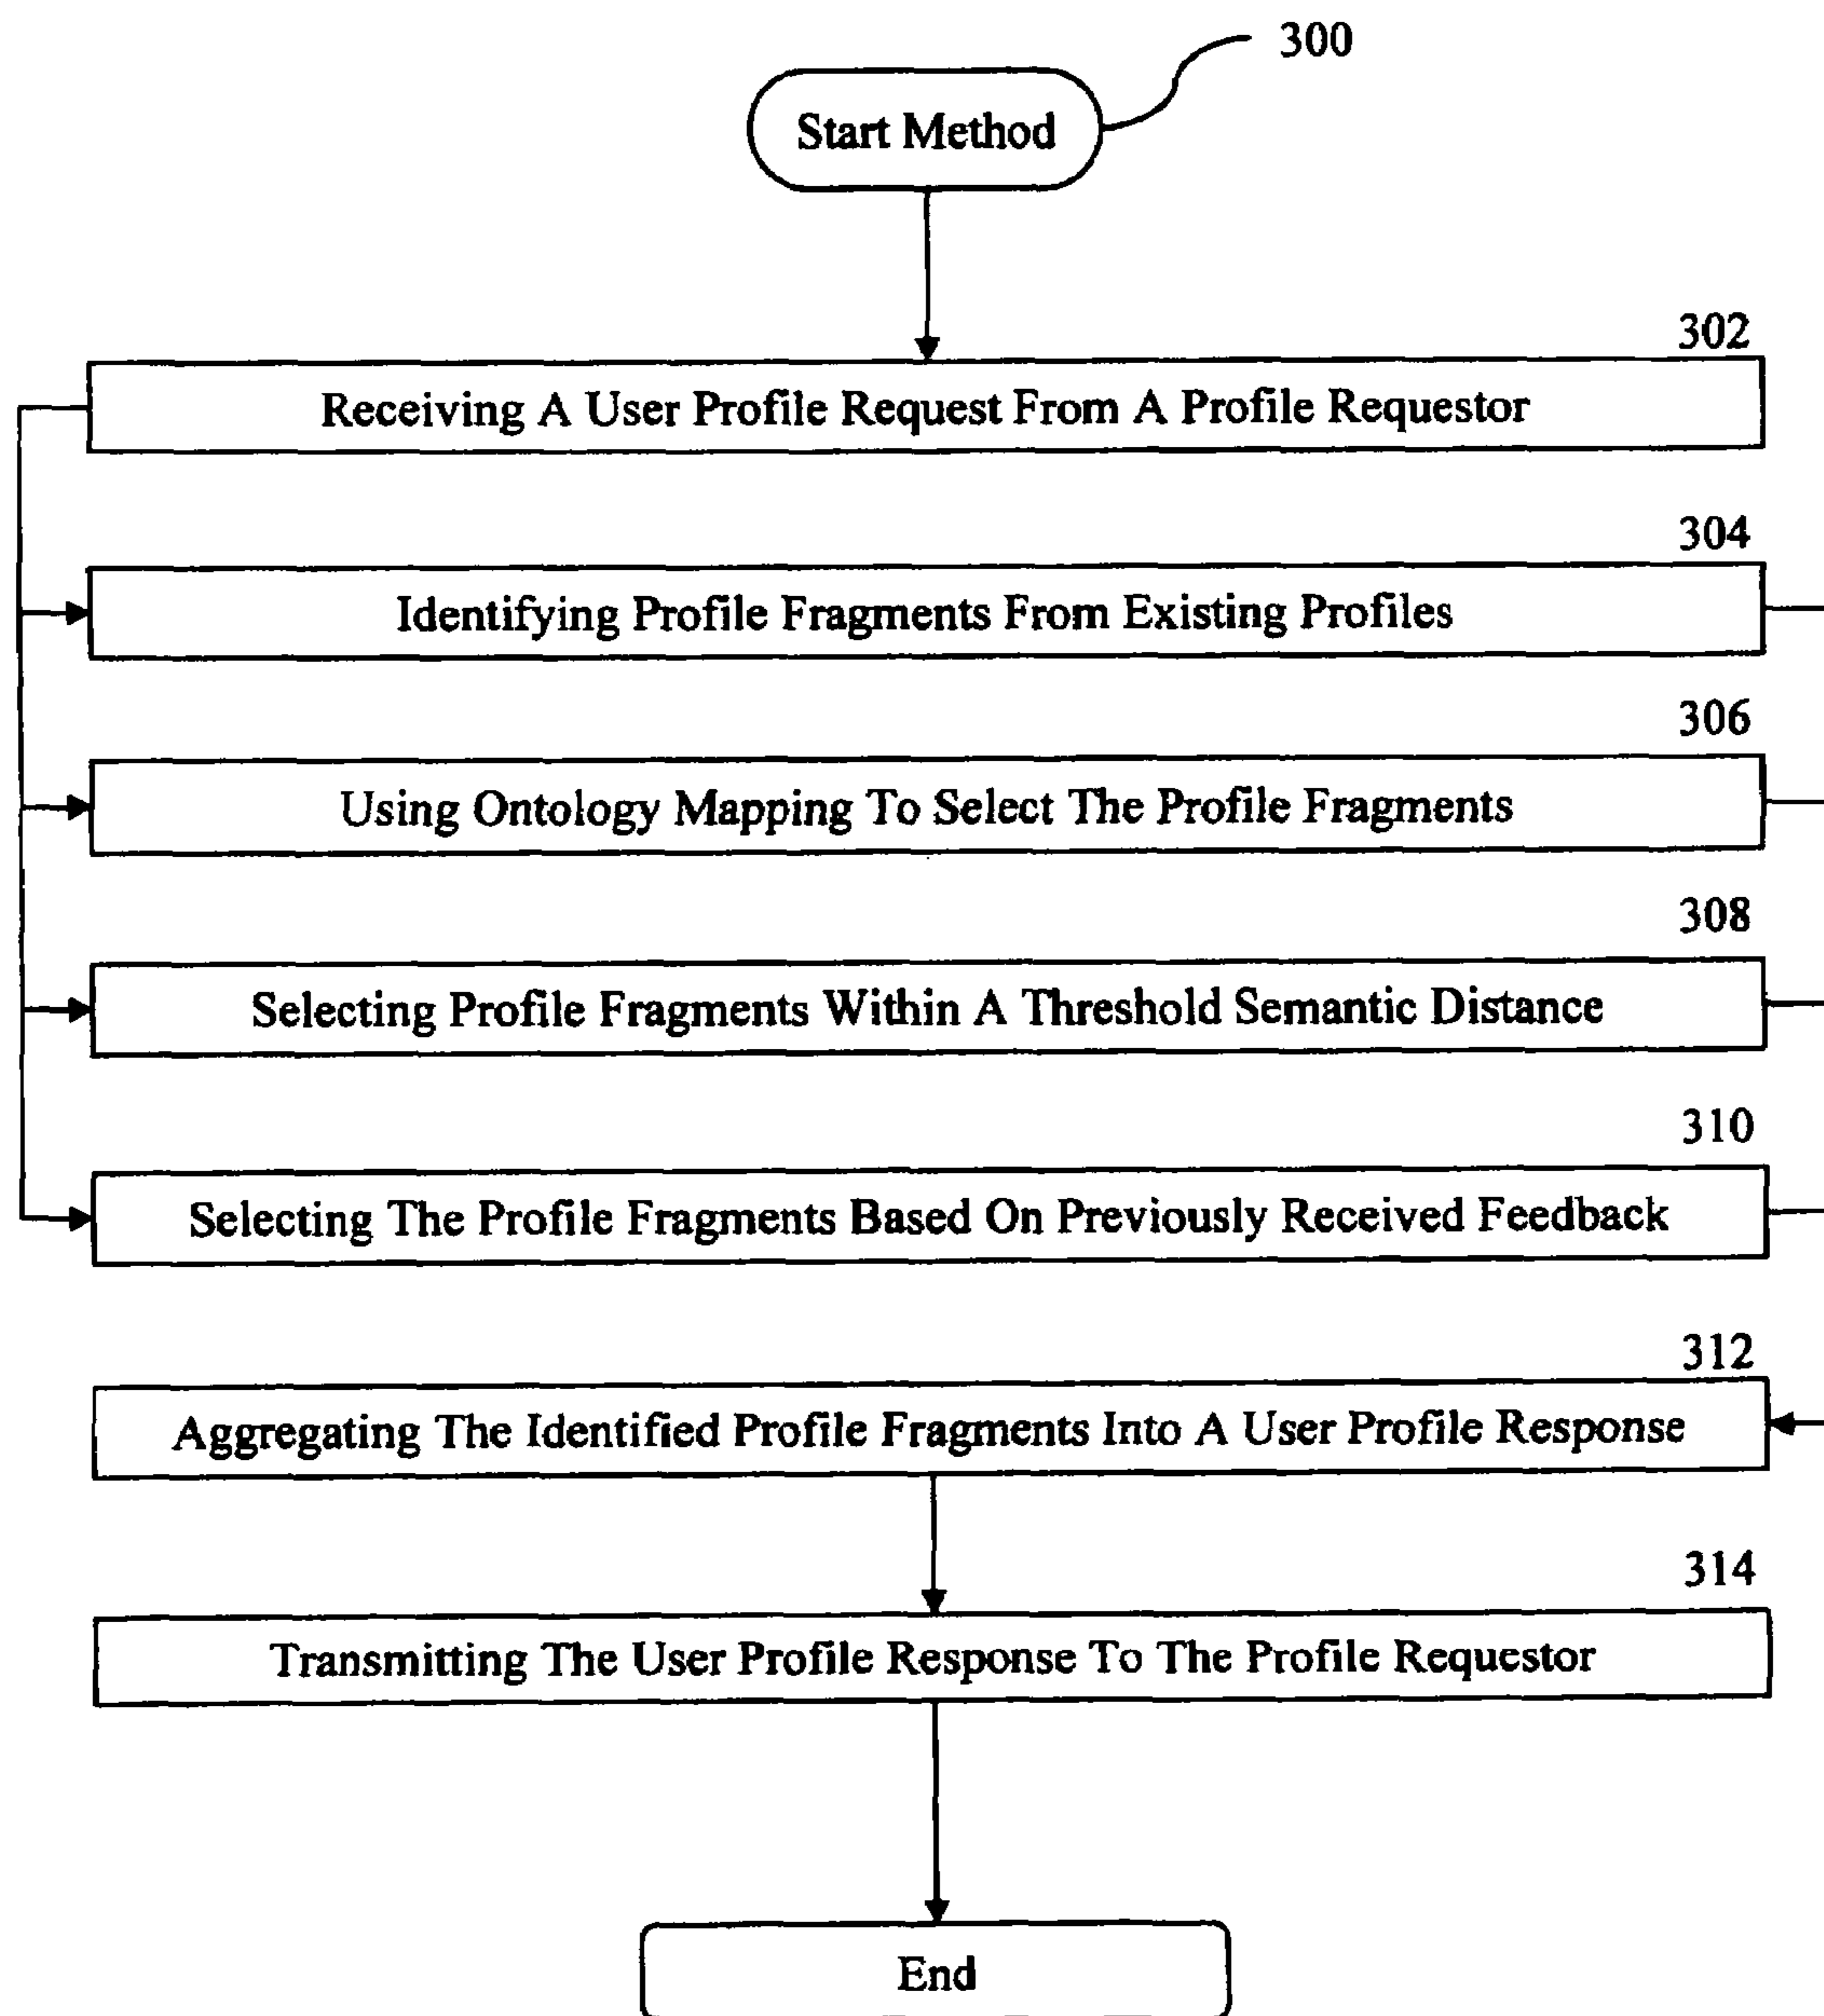 300
Start Method
302
Receiving A User Profile Request From A Profile Requestor
304
Identifying Profile Fragments From Existing Profiles
306
Using Ontology Mapping To Select The Profile Fragments
308
Selecting Profile Fragments Within A Threshold Semantic Distance
310
Selecting The Profile Fragments Based On Previously Received Feedback
312
Aggregating The Identified Profile Fragments Into A User Profile Response
314
Transmitting The User Profile Response To The Profile Requestor
End